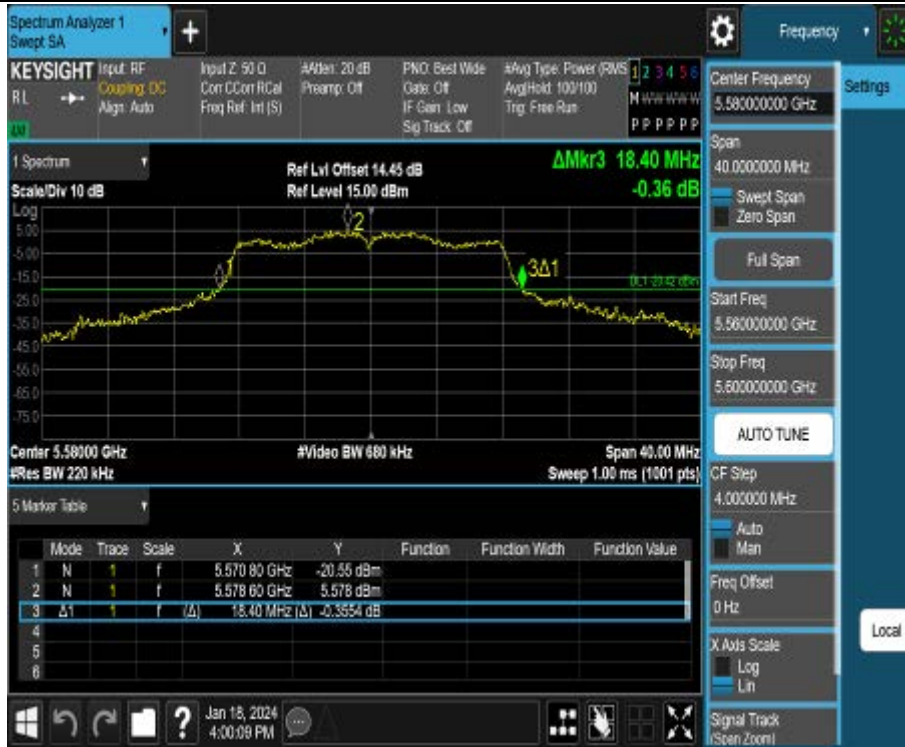 Spectrum Analyzer 1
Swept SA
+
Frequency
KEYSIGHT
RL
Input: RF
Coupling: DC
Align: Auto
Input Z: 50 Ω
Corr CCorr RCal
Freq Ref: Int (S)
#Atten: 20 dB
Preamp: Off
PNO: Best Wide
Gate: Off
IF Gain: Low
Sig Track: Off
#Avg Type: Power (RMS
Avg|Hold: 100/100
Trig: Free Run
1 2 3 4 5 6
M W W W W W
P P P P P P
Center Frequency
5.580000000 GHz
Settings
Span
40.0000000 MHz
Swept Span
Zero Span
Full Span
Start Freq
5.560000000 GHz
Stop Freq
5.600000000 GHz
AUTO TUNE
CF Step
4.000000 MHz
Auto
Man
Freq Offset
0 Hz
X Axis Scale
Log
Lin
Signal Track
(Span Zoom)
Local
1 Spectrum
Scale/Div 10 dB
Ref Lvl Offset 14.45 dB
Ref Level 15.00 dBm
ΔMkr3 18.40 MHz
-0.36 dB
Log
5.00
-5.00
-15.0
-25.0
-35.0
-45.0
-55.0
-65.0
-75.0
1
2
3Δ1
DL1 -20.42 dBm
Center 5.58000 GHz
#Video BW 680 kHz
Span 40.00 MHz
#Res BW 220 kHz
Sweep 1.00 ms (1001 pts)
5 Marker Table
Mode Trace Scale X Y Function Function Width Function Value
1 N 1 f 5.570 80 GHz -20.55 dBm
2 N 1 f 5.578 60 GHz 5.578 dBm
3 Δ1 1 f (Δ) 18.40 MHz (Δ) -0.3554 dB
4
5
6
?
Jan 18, 2024
4:00:09 PM